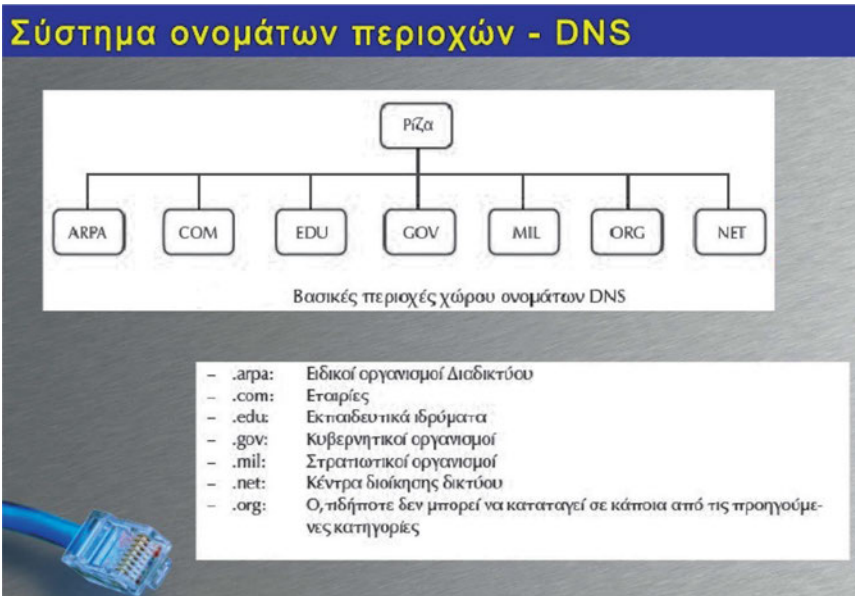 Σύστημα ονομάτων περιοχών - DNS
Ρίζα
ARPA COM EDU GOV MIL ORG NET
Βασικές περιοχές χώρου ονομάτων DNS
– .arpa: Ειδικοί οργανισμοί Διαδικτύου
– .com: Εταιρίες
– .edu: Εκπαιδευτικά ιδρύματα
– .gov: Κυβερνητικοί οργανισμοί
– .mil: Στρατιωτικοί οργανισμοί
– .net: Κέντρα διοίκησης δικτύου
– .org: Ο,τιδήποτε δεν μπορεί να καταταγεί σε κάποια από τις προηγούμε-
νες κατηγορίες